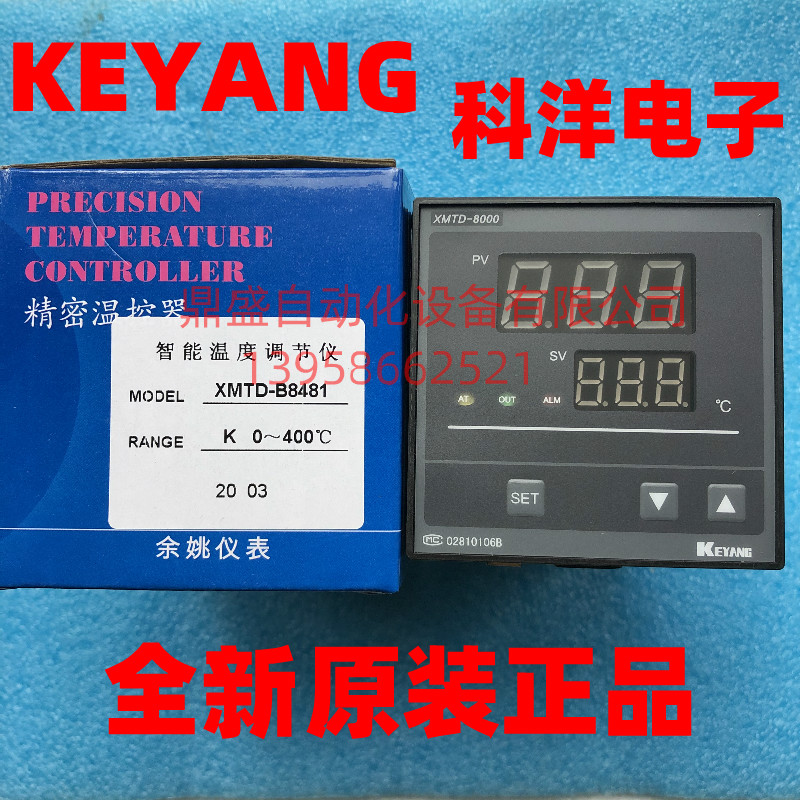 KEYANG
科洋电子
PRECISION
TEMPERATURE
CONTROLLER
精密温控器
鼎盛自动化设备有限公司
13958662521
智能温度调节仪
MODEL XMTD-B8481
RANGE K 0～400℃
20 03
余姚仪表
XMTD-8000
PV
SV
AT OUT ALM
℃
SET
MC 02810106B
KEYANG
全新原装正品